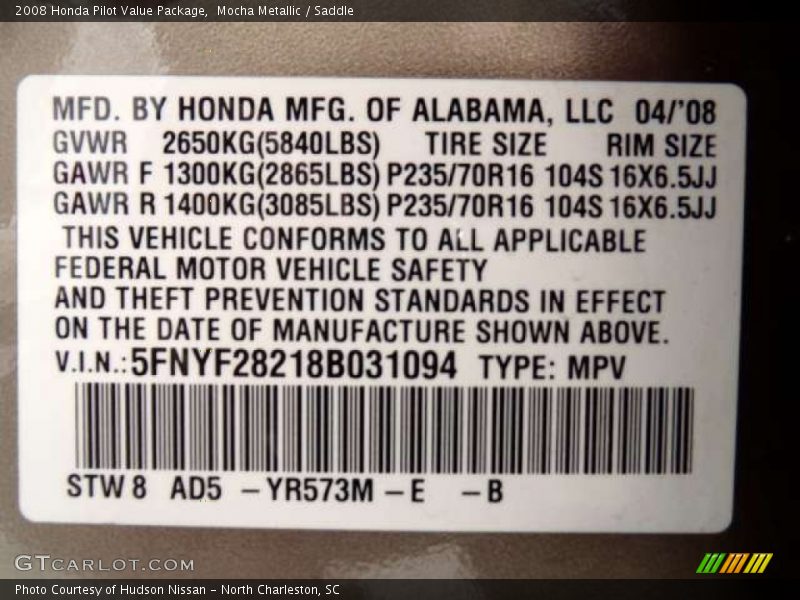 2008 Honda Pilot Value Package, Mocha Metallic / Saddle
MFD. BY HONDA MFG. OF ALABAMA, LLC 04/'08
GVWR 2650KG(5840LBS) TIRE SIZE RIM SIZE
GAWR F 1300KG(2865LBS) P235/70R16 104S 16X6.5JJ
GAWR R 1400KG(3085LBS) P235/70R16 104S 16X6.5JJ
THIS VEHICLE CONFORMS TO ALL APPLICABLE
FEDERAL MOTOR VEHICLE SAFETY
AND THEFT PREVENTION STANDARDS IN EFFECT
ON THE DATE OF MANUFACTURE SHOWN ABOVE.
V.I.N.:5FNYF28218B031094 TYPE: MPV
STW8 AD5 -YR573M-E -B
GTCARLOT.COM
Photo Courtesy of Hudson Nissan - North Charleston, SC